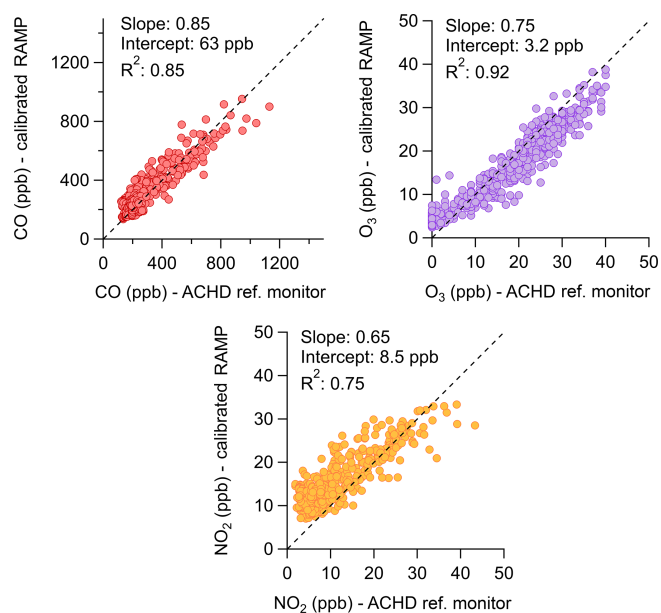 Slope: 0.85
Intercept: 63 ppb
R²: 0.85
1200
800
400
0
CO (ppb) - calibrated RAMP
0 400 800 1200
CO (ppb) - ACHD ref. monitor
50
40
30
20
10
0
Slope: 0.75
Intercept: 3.2 ppb
R²: 0.92
O₃ (ppb) - calibrated RAMP
0 10 20 30 40 50
O₃ (ppb) - ACHD ref. monitor
50
40
30
20
10
0
Slope: 0.65
Intercept: 8.5 ppb
R²: 0.75
NO₂ (ppb) - calibrated RAMP
0 10 20 30 40 50
NO₂ (ppb) - ACHD ref. monitor